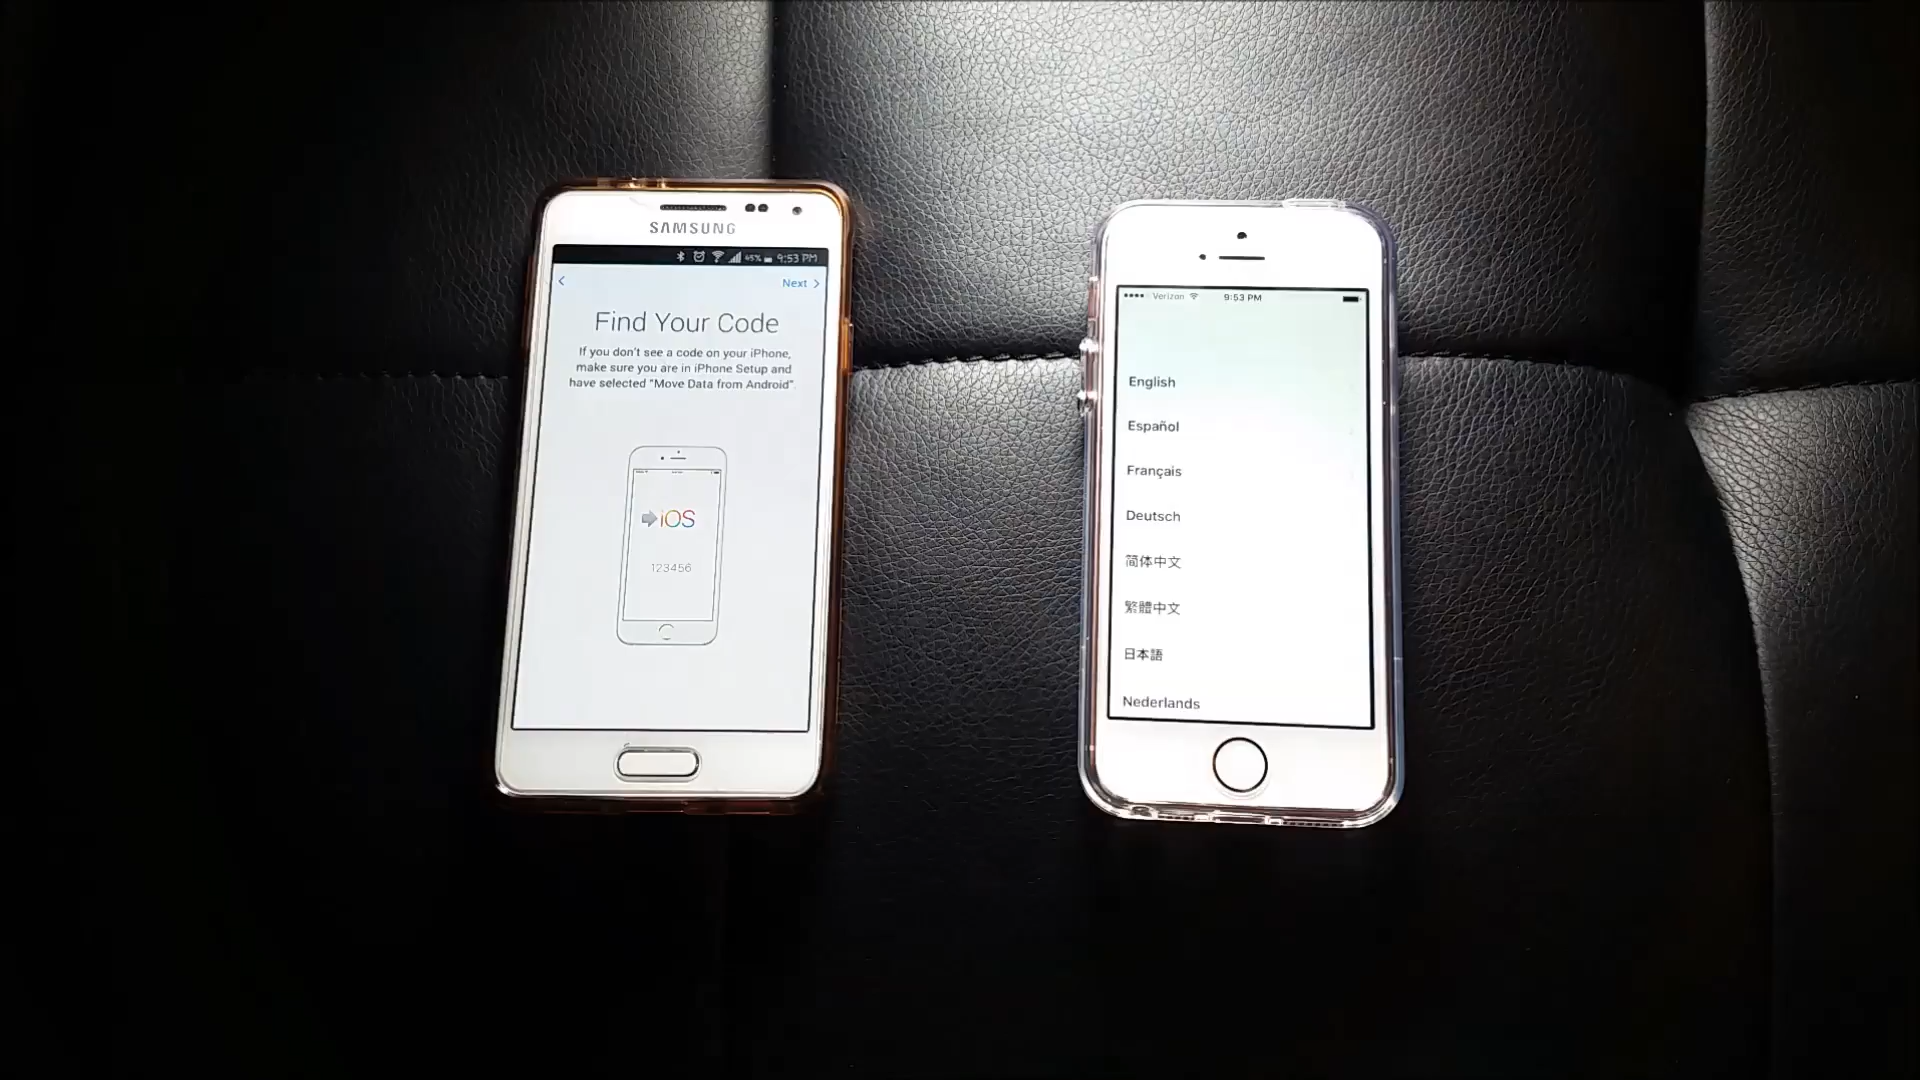 SAMSUNG
45% 9:53 PM
Next
Find Your Code
If you don't see a code on your iPhone,
make sure you are in iPhone Setup and
have selected "Move Data from Android".
iOS
123456
Verizon 9:53 PM
English
Español
Français
Deutsch
简体中文
繁體中文
日本語
Nederlands